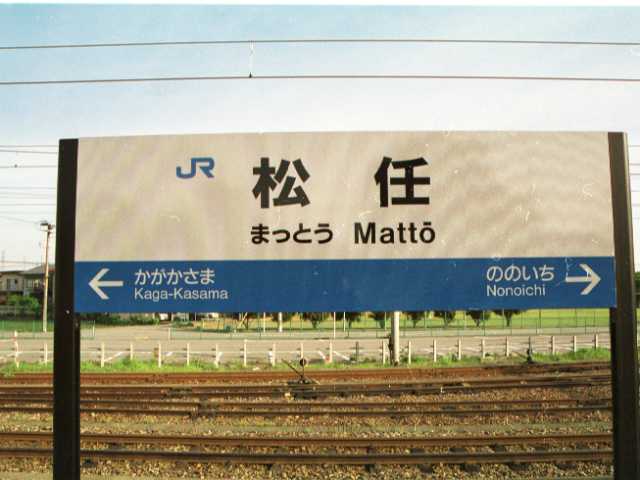 JR 松任
まっとう Mattō
← かがかさま ののいち →
Kaga-Kasama Nonoichi